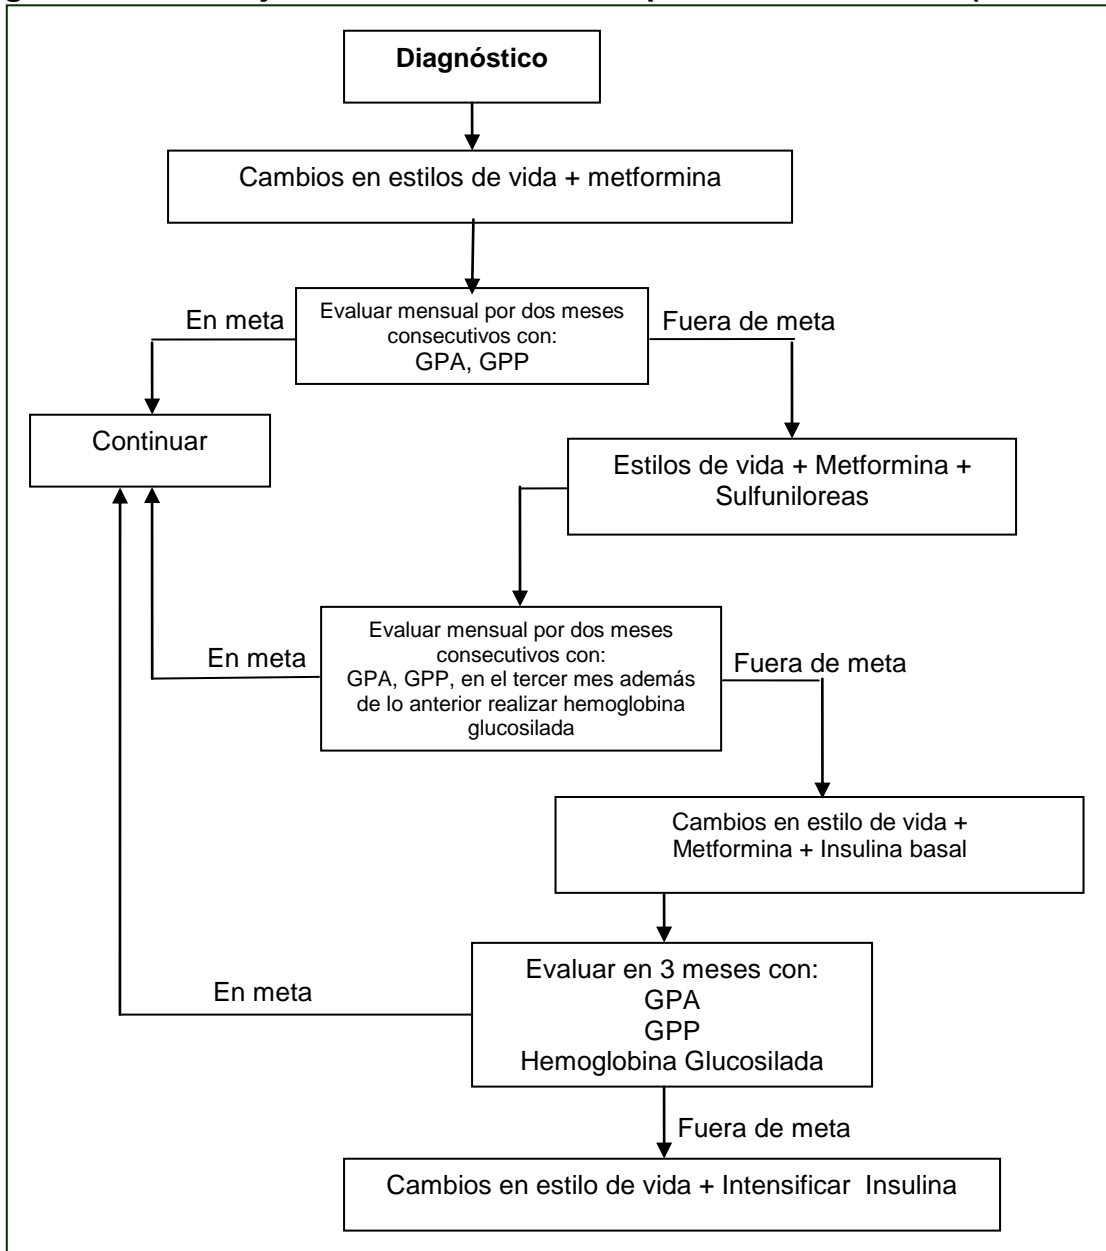 Diagnóstico
Cambios en estilos de vida + metformina
Evaluar mensual por dos meses
consecutivos con:
GPA, GPP
En meta
Fuera de meta
Continuar
Estilos de vida + Metformina +
Sulfuniloreas
Evaluar mensual por dos meses
consecutivos con:
GPA, GPP, en el tercer mes además
de lo anterior realizar hemoglobina
glucosilada
En meta
Fuera de meta
Cambios en estilo de vida +
Metformina + Insulina basal
Evaluar en 3 meses con:
GPA
GPP
Hemoglobina Glucosilada
En meta
Fuera de meta
Cambios en estilo de vida + Intensificar Insulina